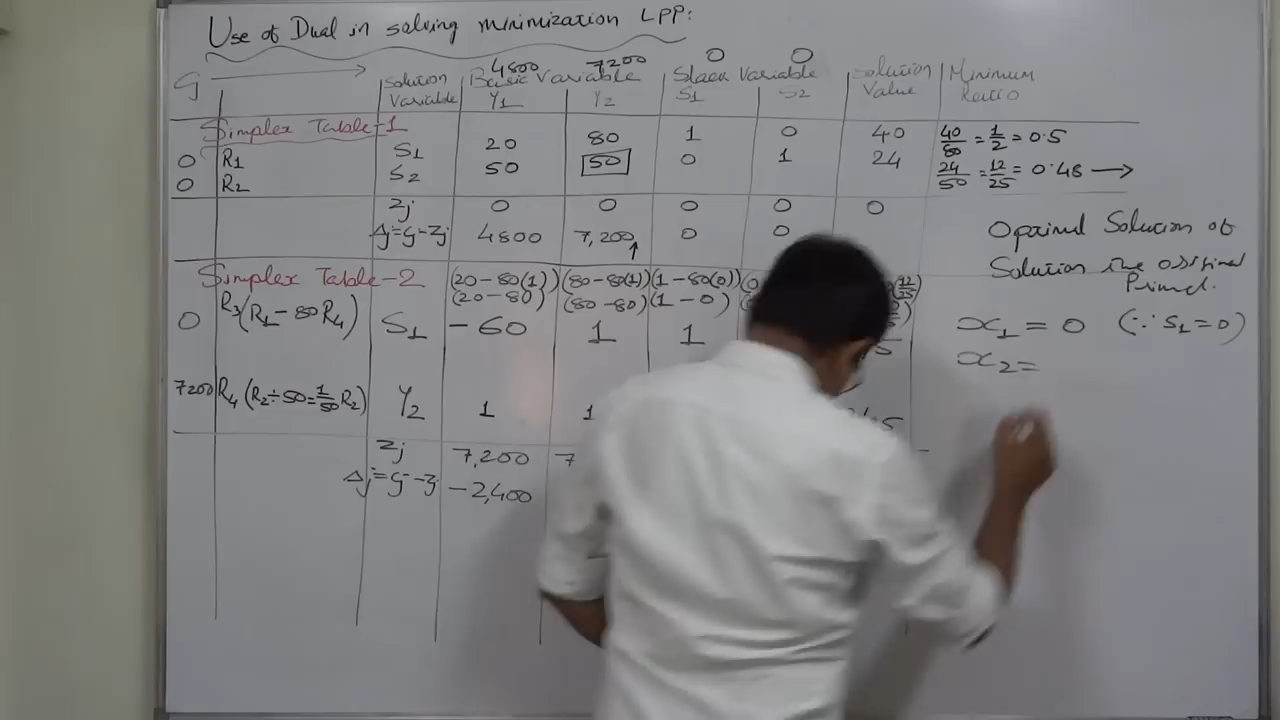 Use of Dual in solving minimization LPP:
4800 7200 0 0
Cj Solution Variable Basic Variable Slack Variable Solution Value Minimum Ratio
Y1 Y2 S1 S2
Simplex Table-1
0 R1 S1 20 80 1 0 40 40/80 = 1/2 = 0.5
0 R2 S2 50 50 0 1 24 24/50 = 12/25 = 0.48 →
Zj 0 0 0 0 0
Δj = Cj - Zj 4800 7,200 ↑ 0 0
Simplex Table-2 (20-80(1)) (80-80(1)) (1-80(0))
(20-80) (80-80) (1-0)
0 R3(R1 - 80R4) S1 -60 1 1
7200 R4 (R2 ÷ 50 = 1/50 R2) Y2 1 1
Zj 7,200 7
Δj = Cj - Zj -2,400
Optimal Solution of
Solution the Original
Primal.
x1 = 0 (∵ S1 = 0)
x2 =